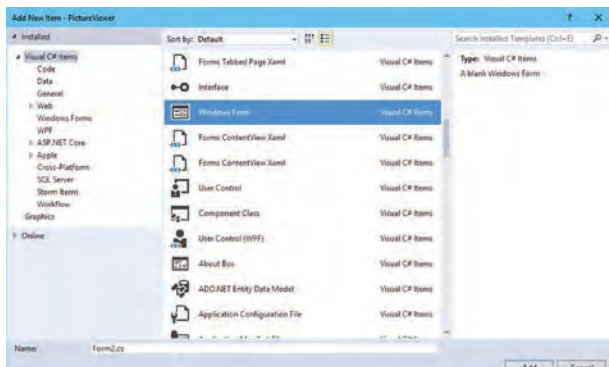 Add New Item - PictureViewer ? X
Installed
Visual C# Items
Code
Data
General
Web
Windows Forms
WPF
ASP.NET Core
Apple
Cross-Platform
SQL Server
Storm Items
Workflow
Graphics
Online
Sort by: Default
Forms Tabbed Page Xaml Visual C# Items
Interface Visual C# Items
Windows Form Visual C# Items
Forms ContentView Xaml Visual C# Items
Forms ContentView Xaml Visual C# Items
User Control Visual C# Items
Component Class Visual C# Items
User Control (WPF) Visual C# Items
About Box Visual C# Items
ADO.NET Entity Data Model Visual C# Items
Application Configuration File Visual C# Items
Search Installed Templates (Ctrl+E)
Type: Visual C# Items
A blank Windows Form
Name: Form2.cs
Add Cancel